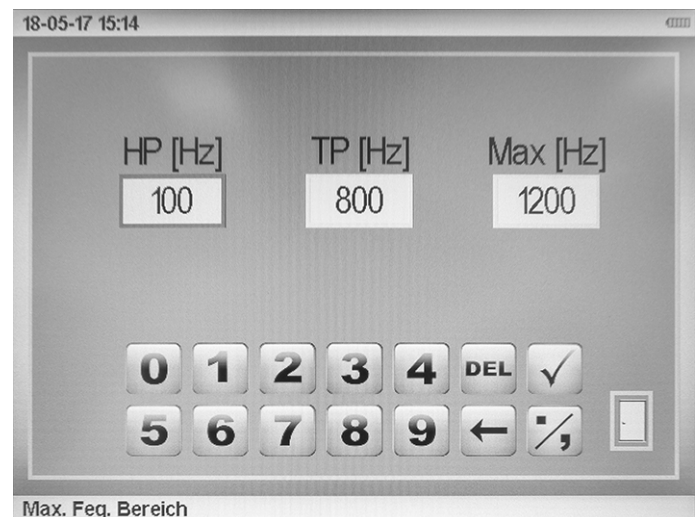 18-05-17 15:14
HP [Hz] TP [Hz] Max [Hz]
100 800 1200
0 1 2 3 4 DEL
5 6 7 8 9
Max. Feq. Bereich